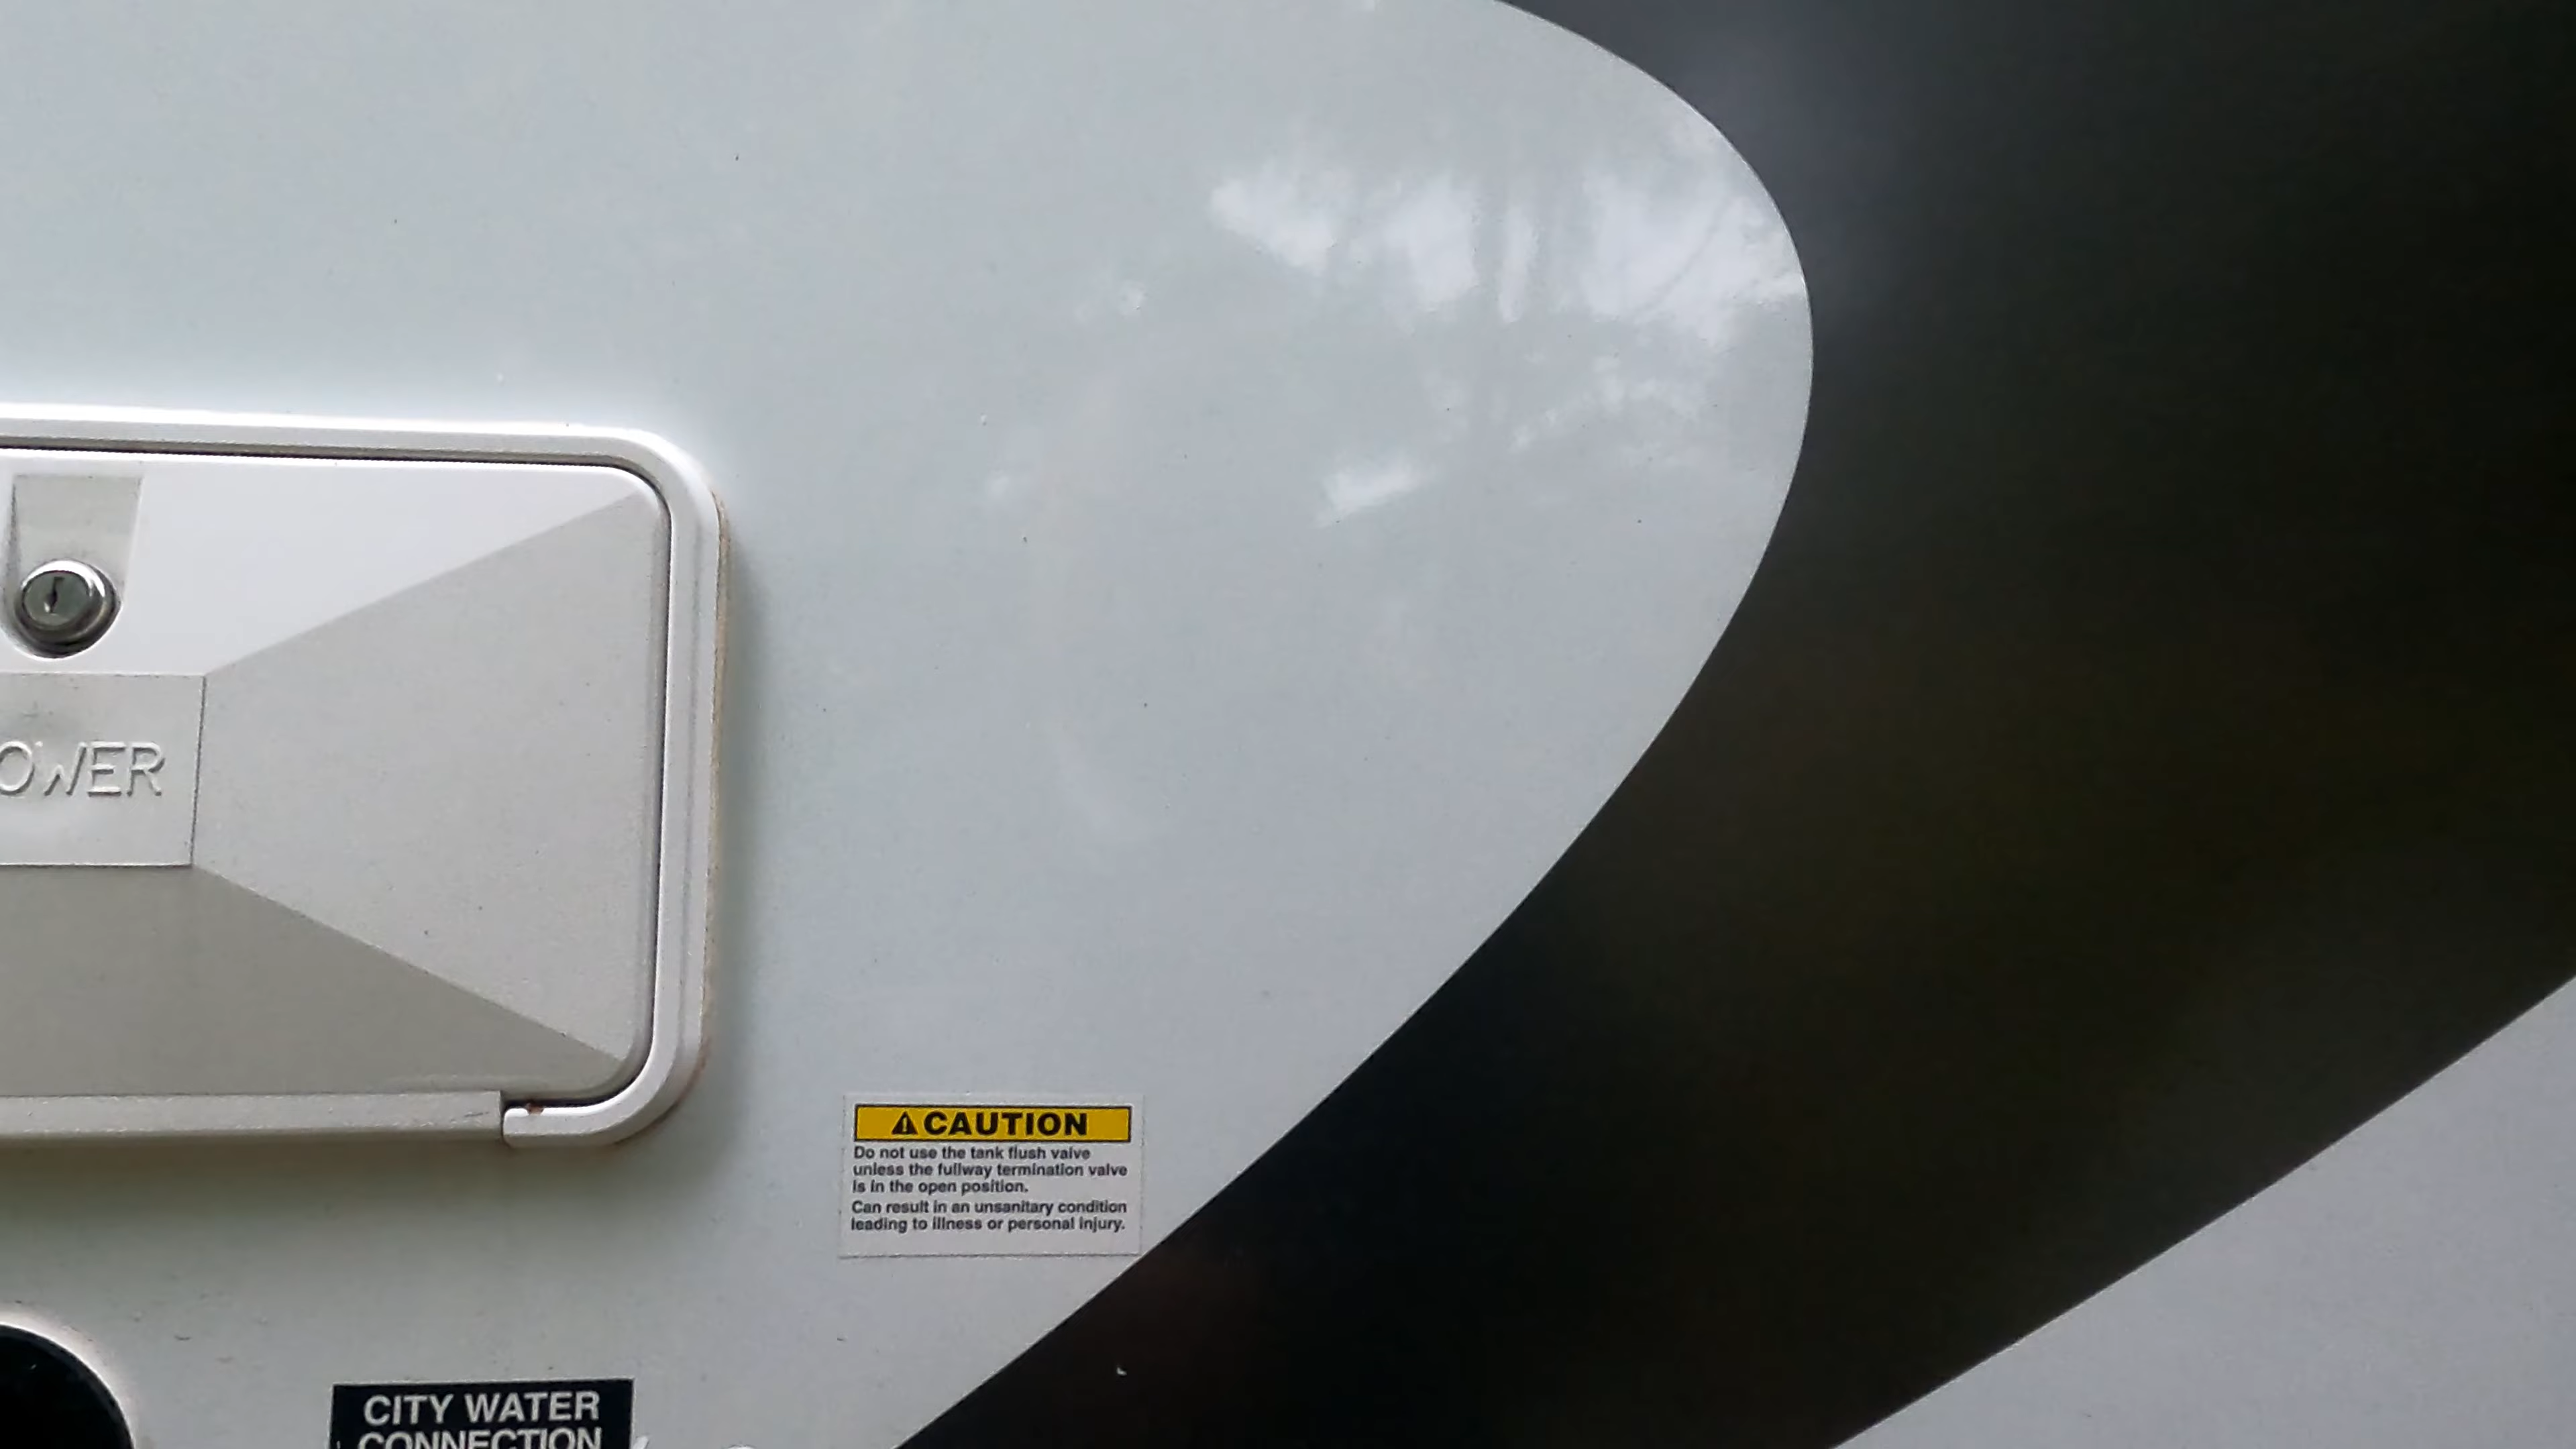 OWER
⚠CAUTION
Do not use the tank flush valve
unless the fullway termination valve
is in the open position.
Can result in an unsanitary condition
leading to illness or personal injury.
CITY WATER
CONNECTION